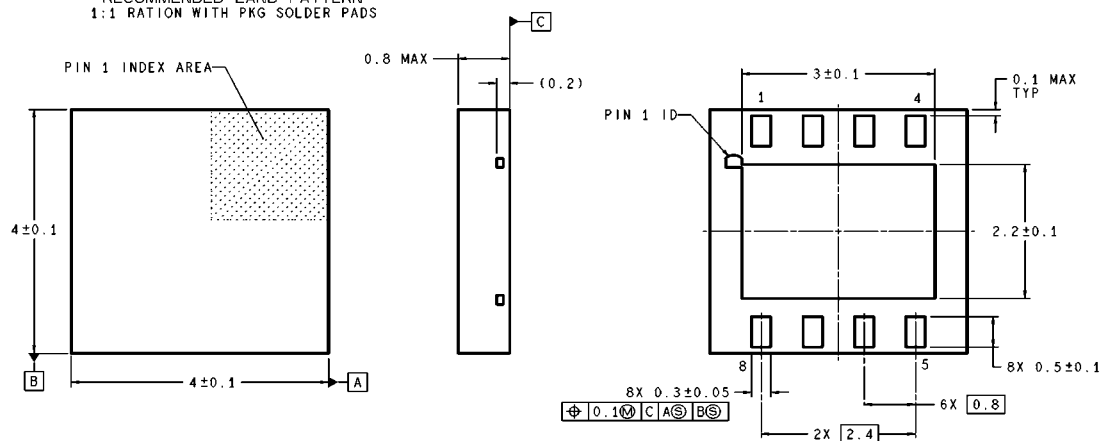 RECOMMENDED LAND PATTERN
1:1 RATION WITH PKG SOLDER PADS
C
0.8 MAX
(0.2)
PIN 1 INDEX AREA
3±0.1
0.1 MAX
TYP
1
4
PIN 1 ID
4±0.1
2.2±0.1
8
5
8X 0.5±0.1
B
4±0.1
A
8X 0.3±0.05
⌖ 0.1Ⓜ C AⓈ BⓈ
6X 0.8
2X 2.4